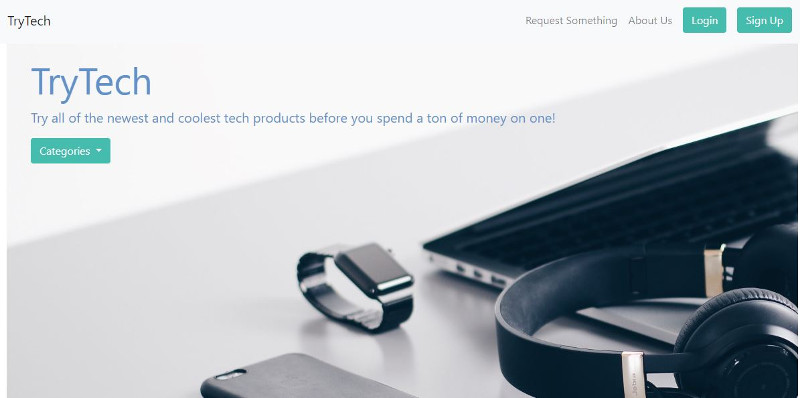 TryTech
Request Something
About Us
Login
Sign Up
TryTech
Try all of the newest and coolest tech products before you spend a ton of money on one!
Categories